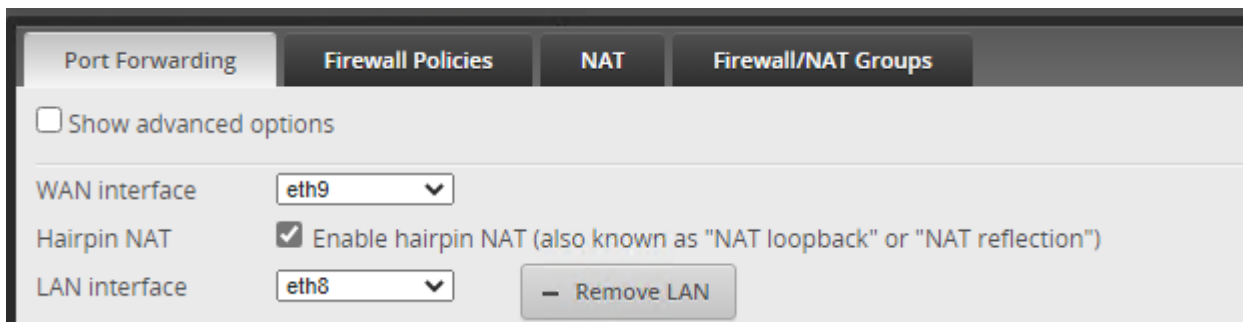 Port Forwarding Firewall Policies NAT Firewall/NAT Groups
Show advanced options
WAN interface eth9
Hairpin NAT Enable hairpin NAT (also known as "NAT loopback" or "NAT reflection")
LAN interface eth8 − Remove LAN